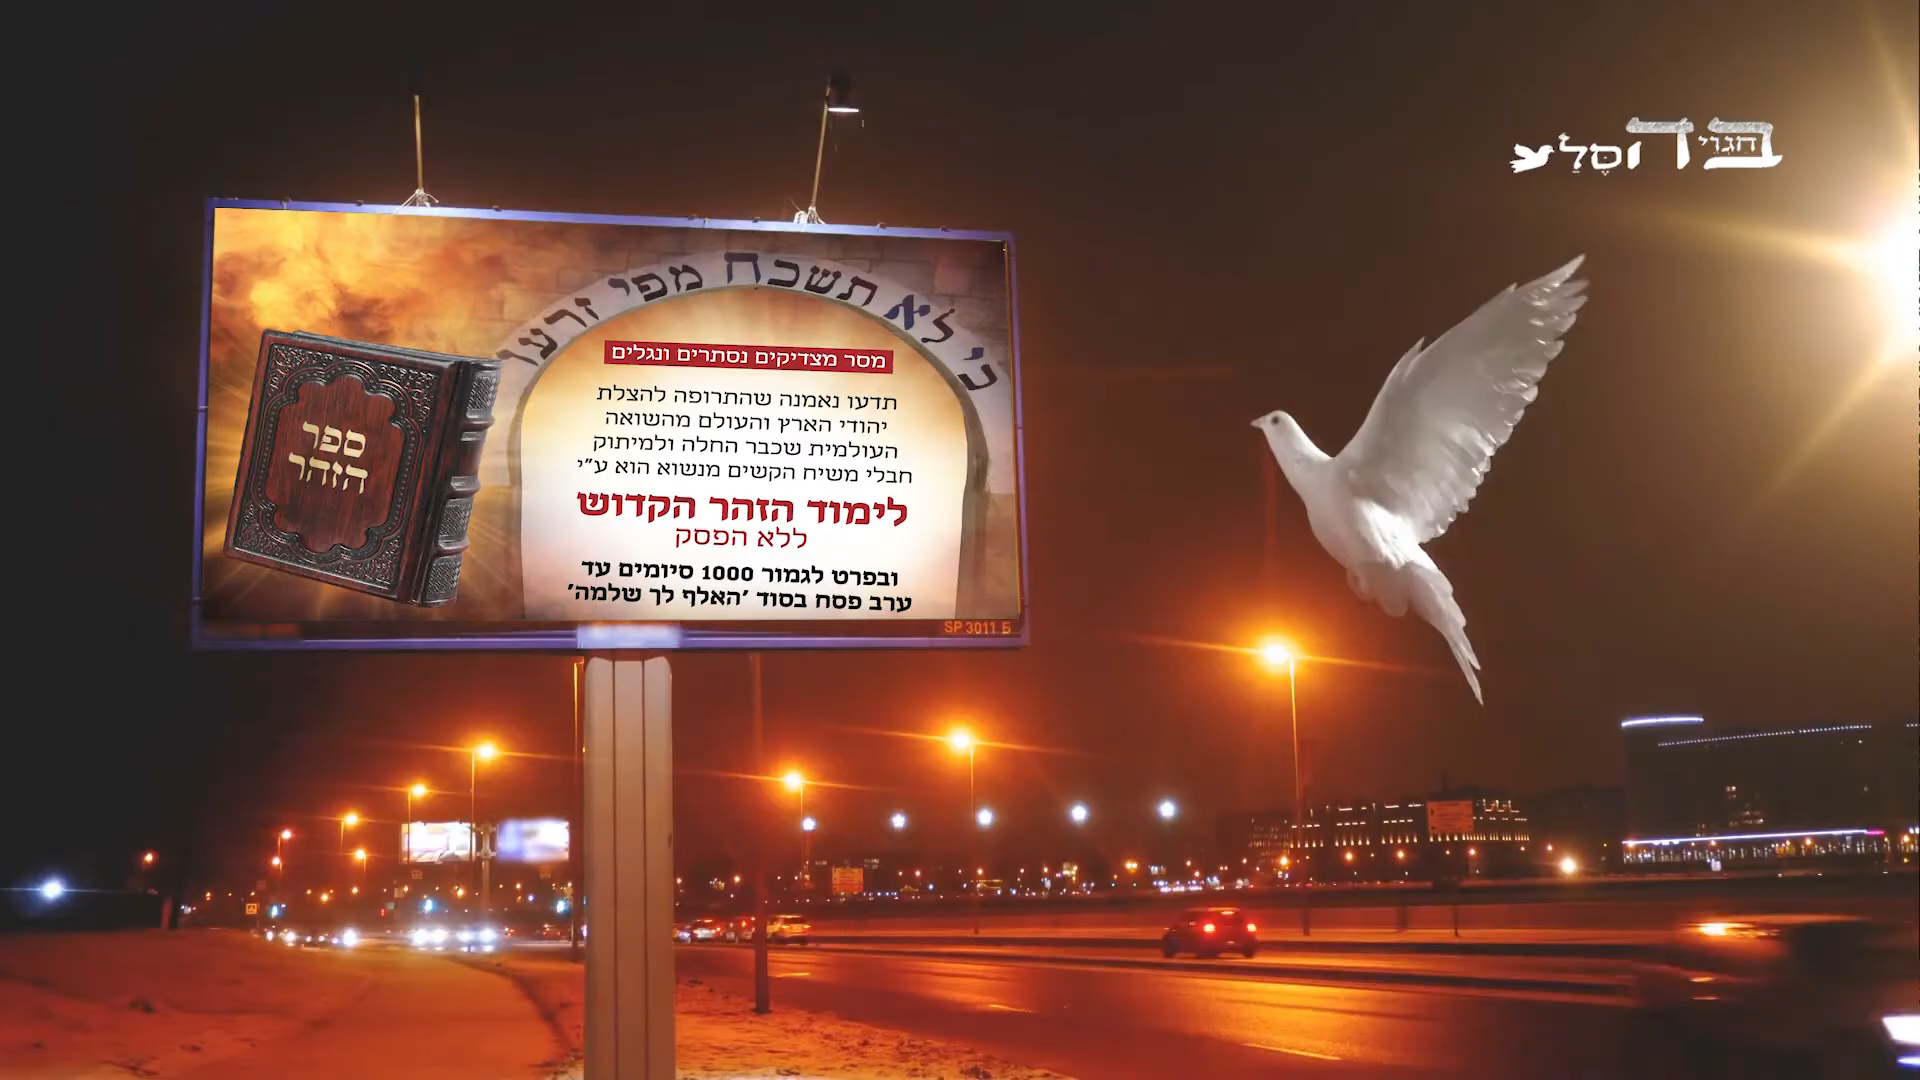 בחגוי הסלע
כי לא תשכח מפי זרעו
מסר מצדיקים נסתרים ונגלים
תדעו נאמנה שהתרופה להצלת
יהודי הארץ והעולם מהשואה
העולמית שכבר החלה ולמיתוק
חבלי משיח הקשים מנשוא הוא ע״י
לימוד הזהר הקדוש
ללא הפסק
ובפרט לגמור 1000 סיומים עד
ערב פסח בסוד 'האלף לך שלמה'
ספר
הזהר
SP 3011 Б